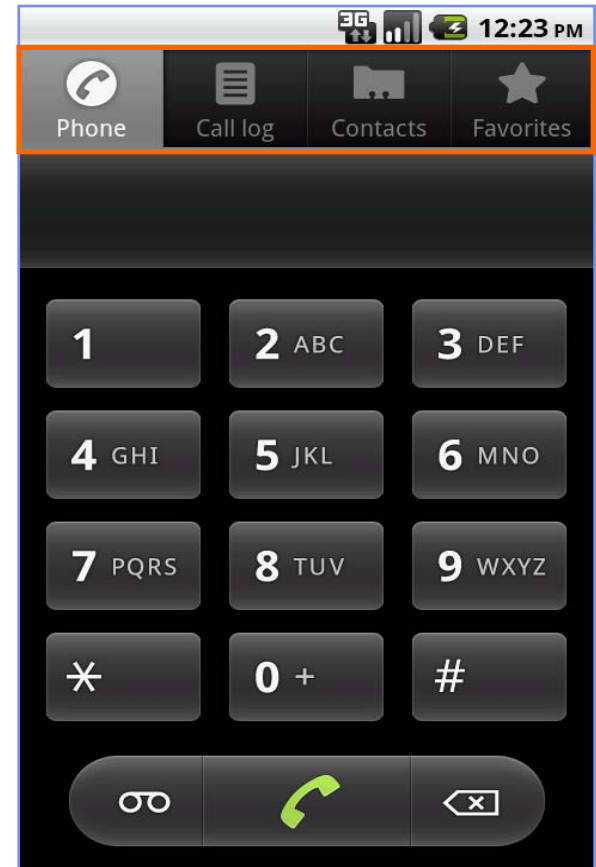 3G 12:23 PM
Phone Call log Contacts Favorites
1 2 ABC 3 DEF
4 GHI 5 JKL 6 MNO
7 PQRS 8 TUV 9 WXYZ
* 0 + #